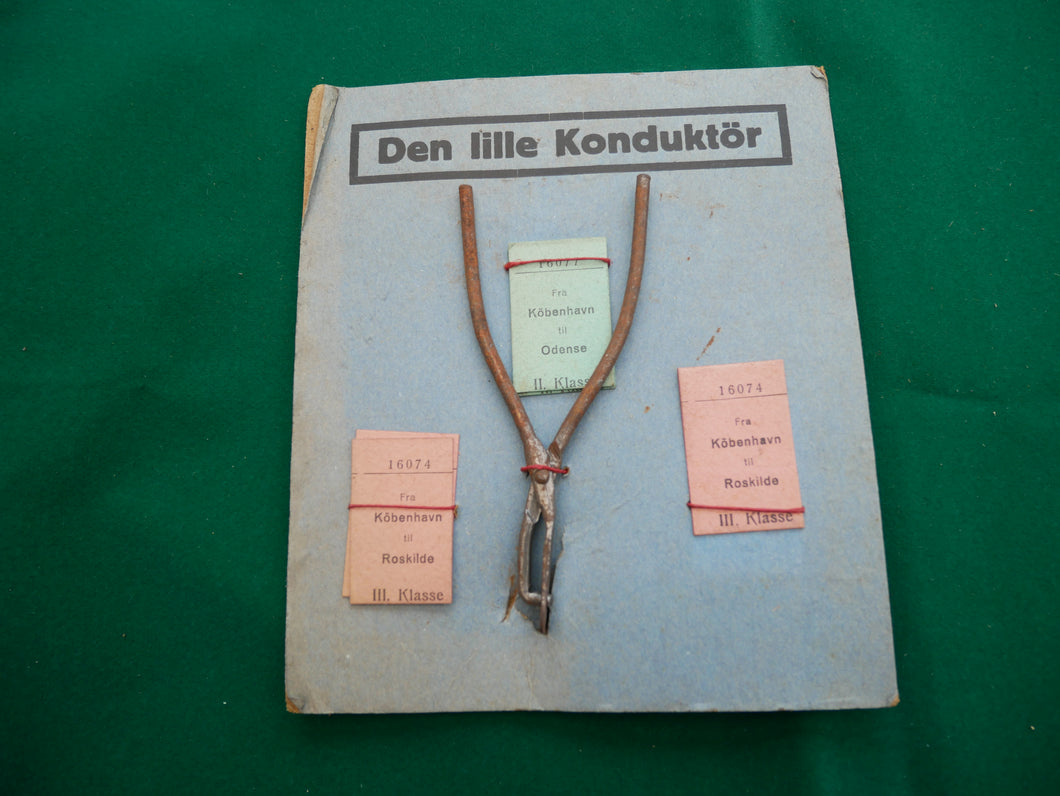 Den lille Konduktör
16077
Fra
Köbenhavn
til
Odense
II. Klasse
16074
Fra
Köbenhavn
til
Roskilde
III. Klasse
16074
Fra
Köbenhavn
til
Roskilde
III. Klasse